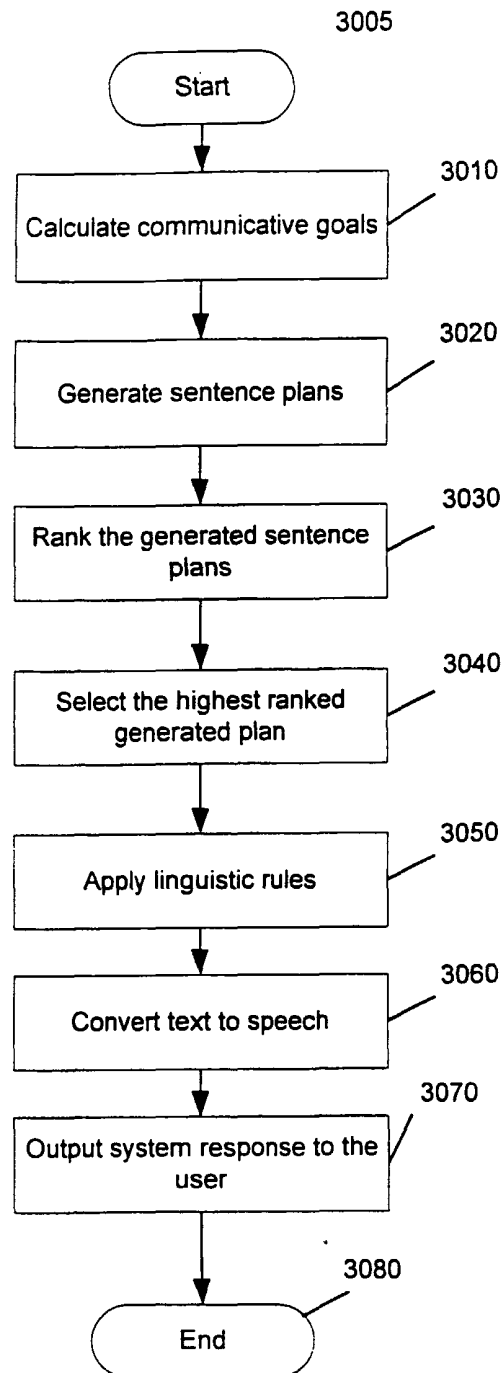 3005
Start
3010
Calculate communicative goals
3020
Generate sentence plans
3030
Rank the generated sentence
plans
3040
Select the highest ranked
generated plan
3050
Apply linguistic rules
3060
Convert text to speech
3070
Output system response to the
user
3080
End